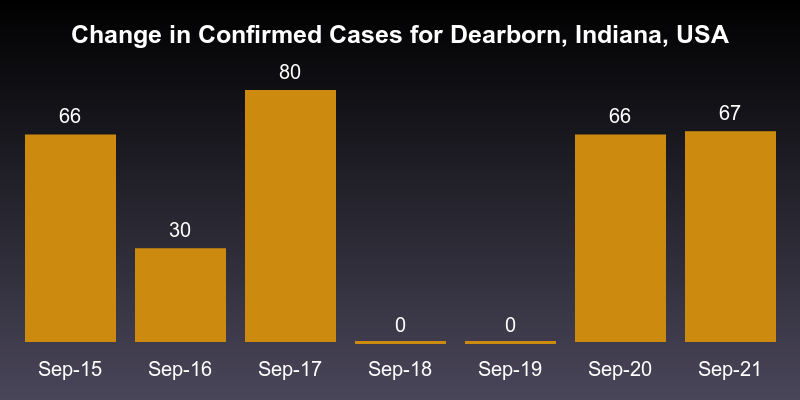 Change in Confirmed Cases for Dearborn, Indiana, USA
66
30
80
0
0
66
67
Sep-15
Sep-16
Sep-17
Sep-18
Sep-19
Sep-20
Sep-21